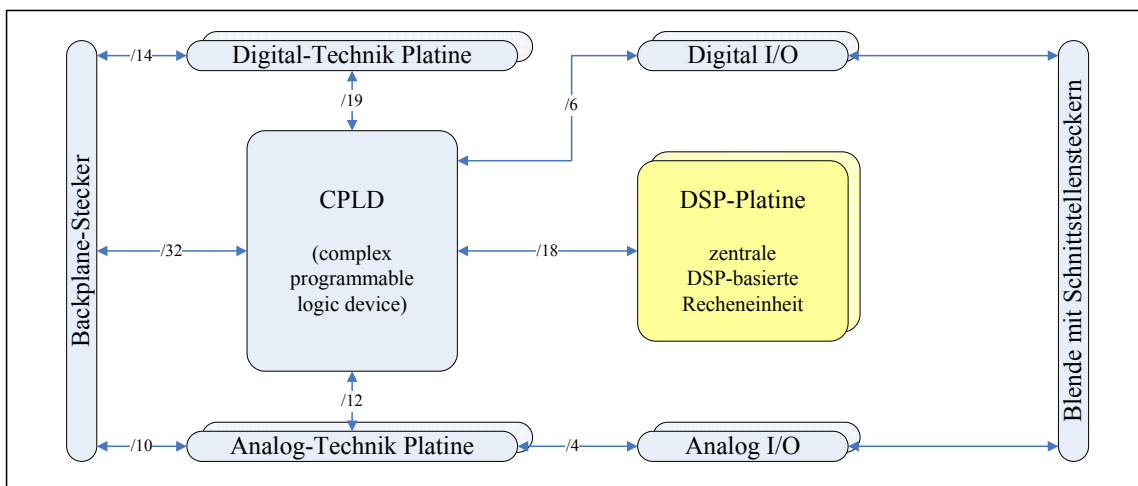 /14
Digital-Technik Platine
Digital I/O
/19
/6
Backplane-Stecker
CPLD
(complex
programmable
logic device)
/32
/18
DSP-Platine
zentrale
DSP-basierte
Recheneinheit
Blende mit Schnittstellensteckern
/12
/10
Analog-Technik Platine
/4
Analog I/O